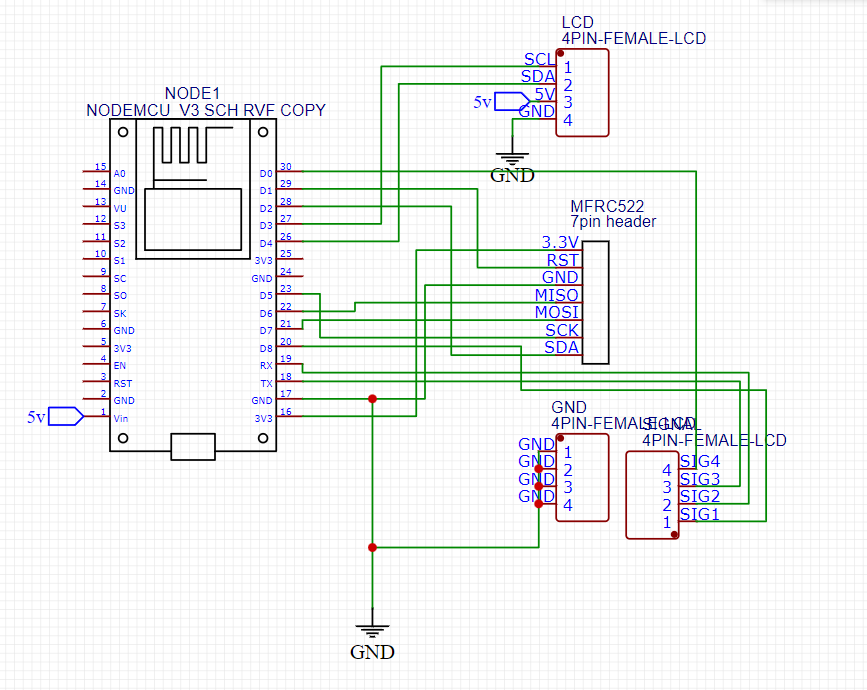 LCD
4PIN-FEMALE-LCD
SCL
1
SDA
2
5v
5V
3
GND
4
GND
NODE1
NODEMCU V3 SCH RVF COPY
15 A0
14 GND
13 VU
12 S3
11 S2
10 S1
9 SC
8 SO
7 SK
6 GND
5 3V3
4 EN
3 RST
2 GND
5v
1 Vin
D0 30
D1 29
D2 28
D3 27
D4 26
3V3 25
GND 24
D5 23
D6 22
D7 21
D8 20
RX 19
TX 18
GND 17
3V3 16
MFRC522
7pin header
3.3V
RST
GND
MISO
MOSI
SCK
SDA
GND
4PIN-FEMALE-LCD
GND
1
GND
2
GND
3
GND
4
SIGNAL
4PIN-FEMALE-LCD
4 SIG4
3 SIG3
2 SIG2
1 SIG1
GND